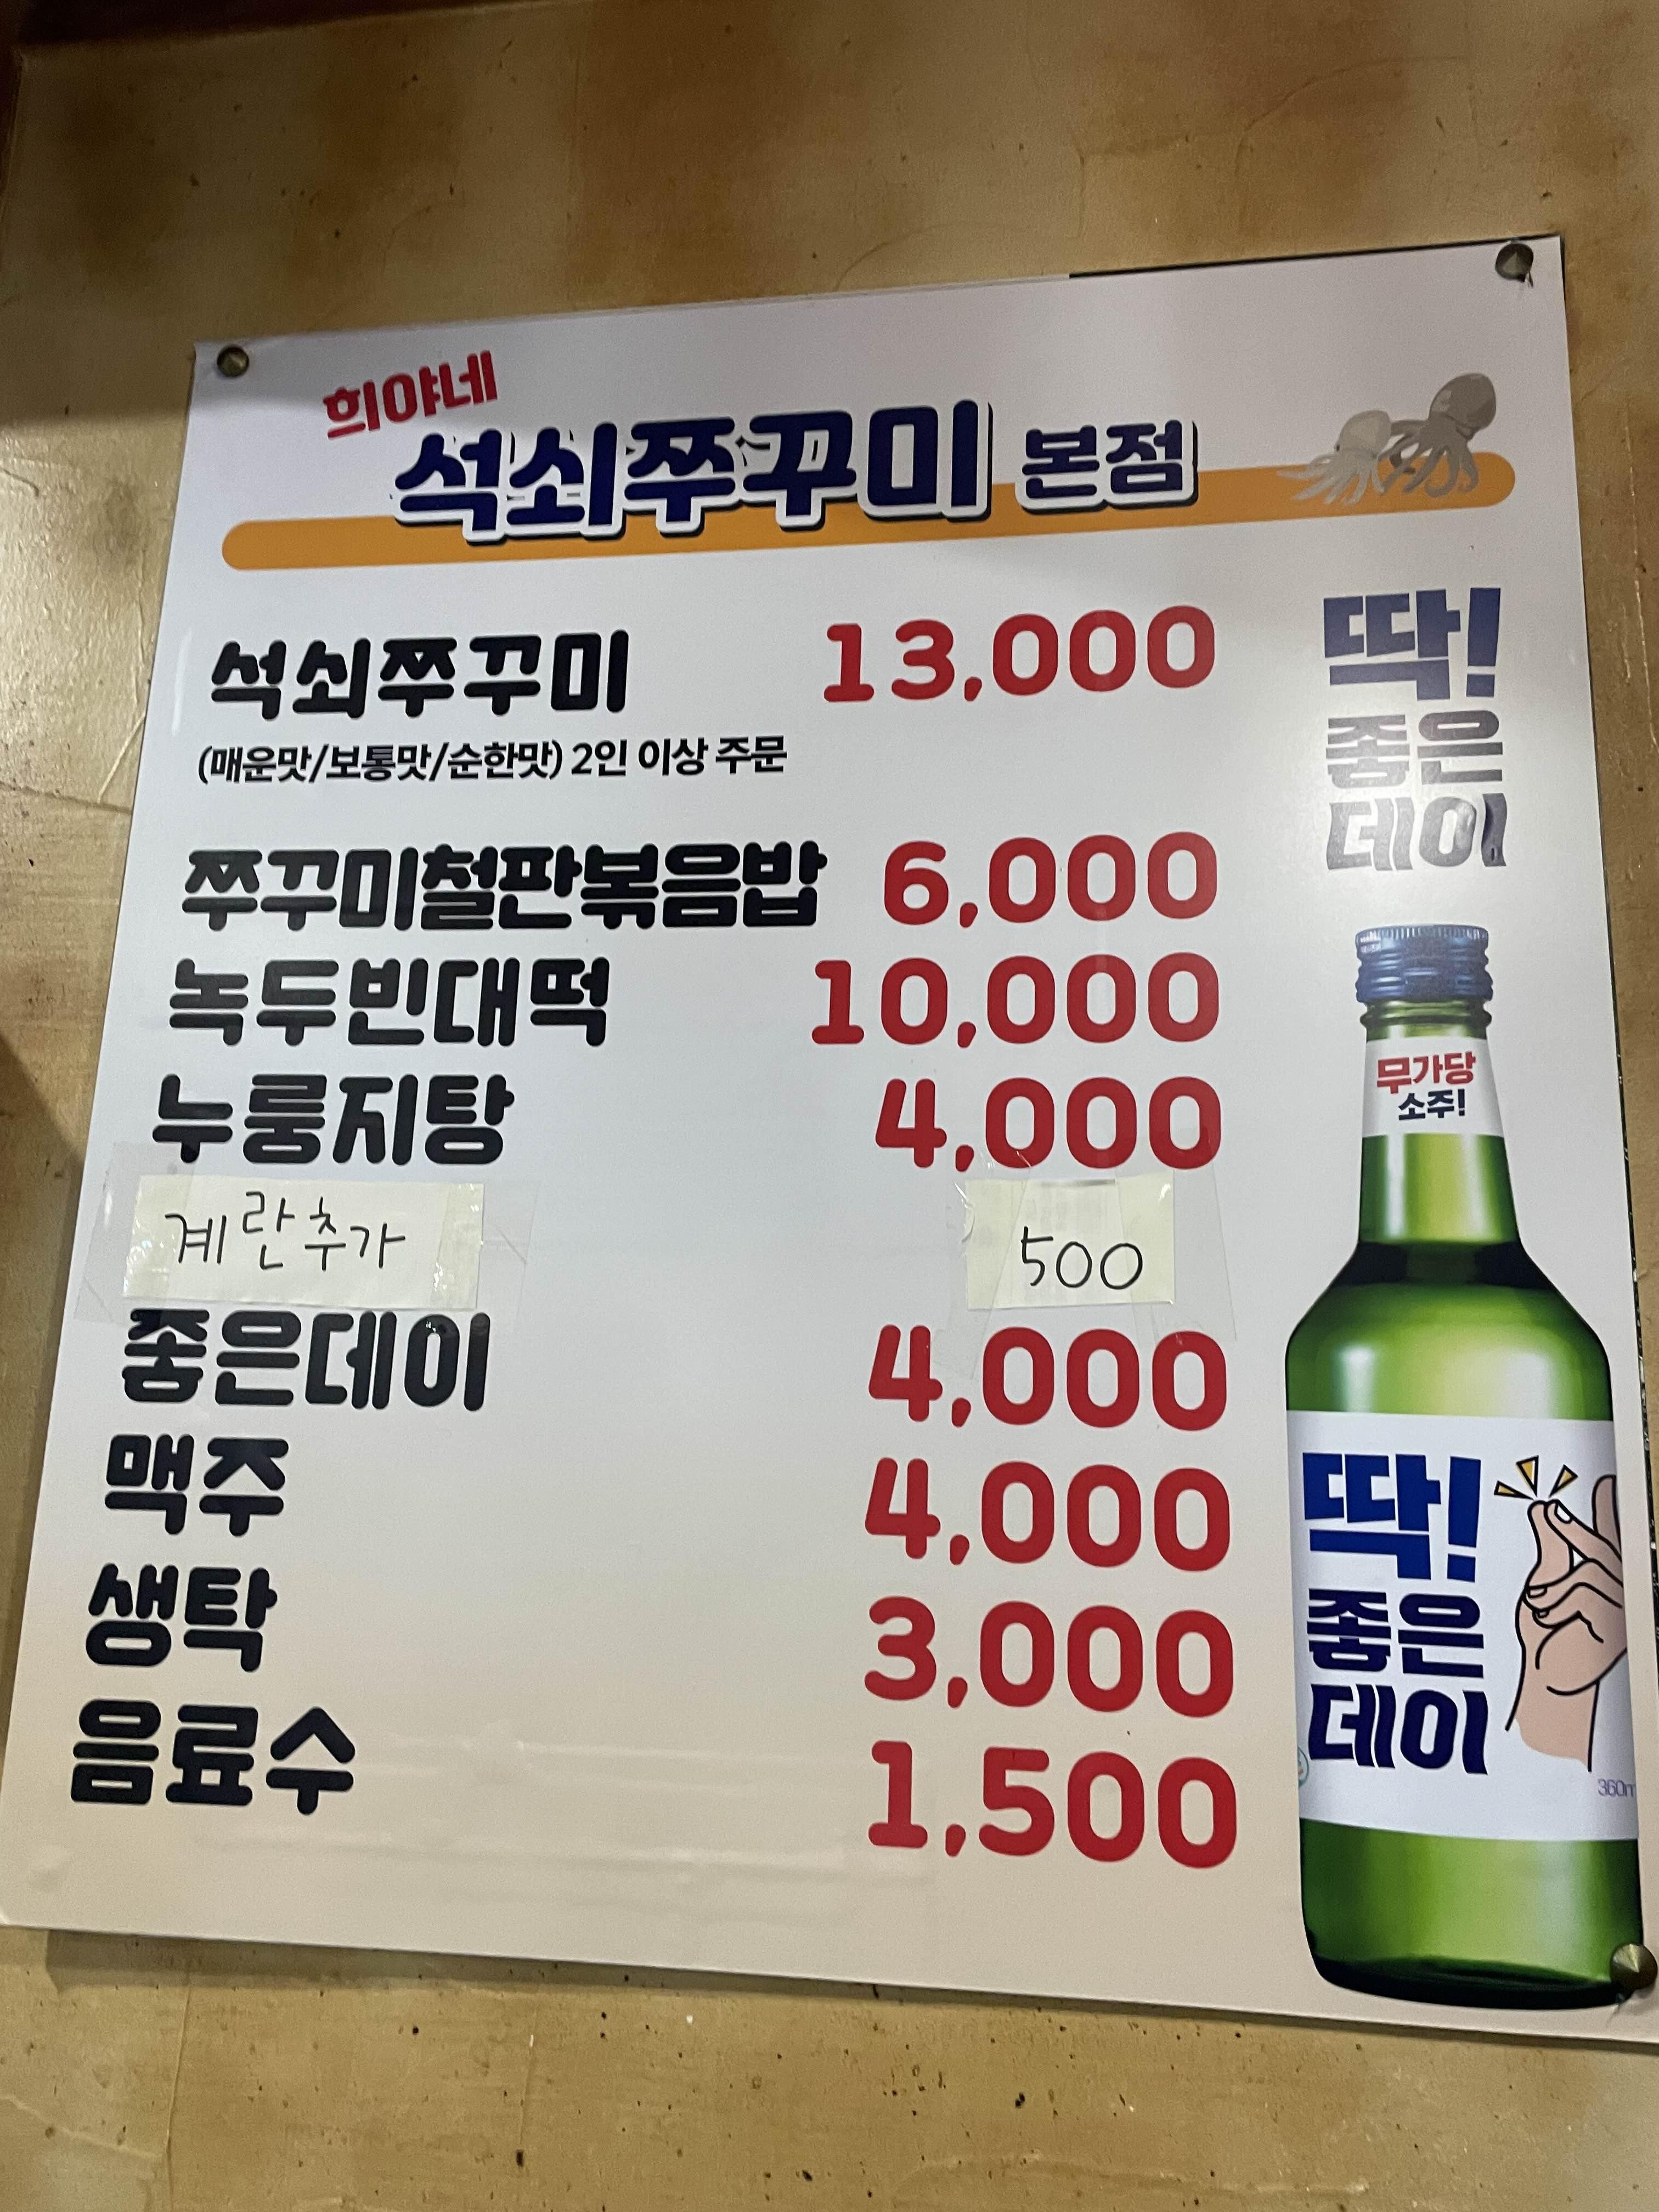 희야네
석쇠쭈꾸미 본점
석쇠쭈꾸미 13,000
(매운맛/보통맛/순한맛) 2인 이상 주문
쭈꾸미철판볶음밥 6,000
녹두빈대떡 10,000
누룽지탕 4,000
계란추가 500
좋은데이 4,000
맥주 4,000
생탁 3,000
음료수 1,500
딱!
좋은
데이
무가당
소주!
딱!
좋은
데이